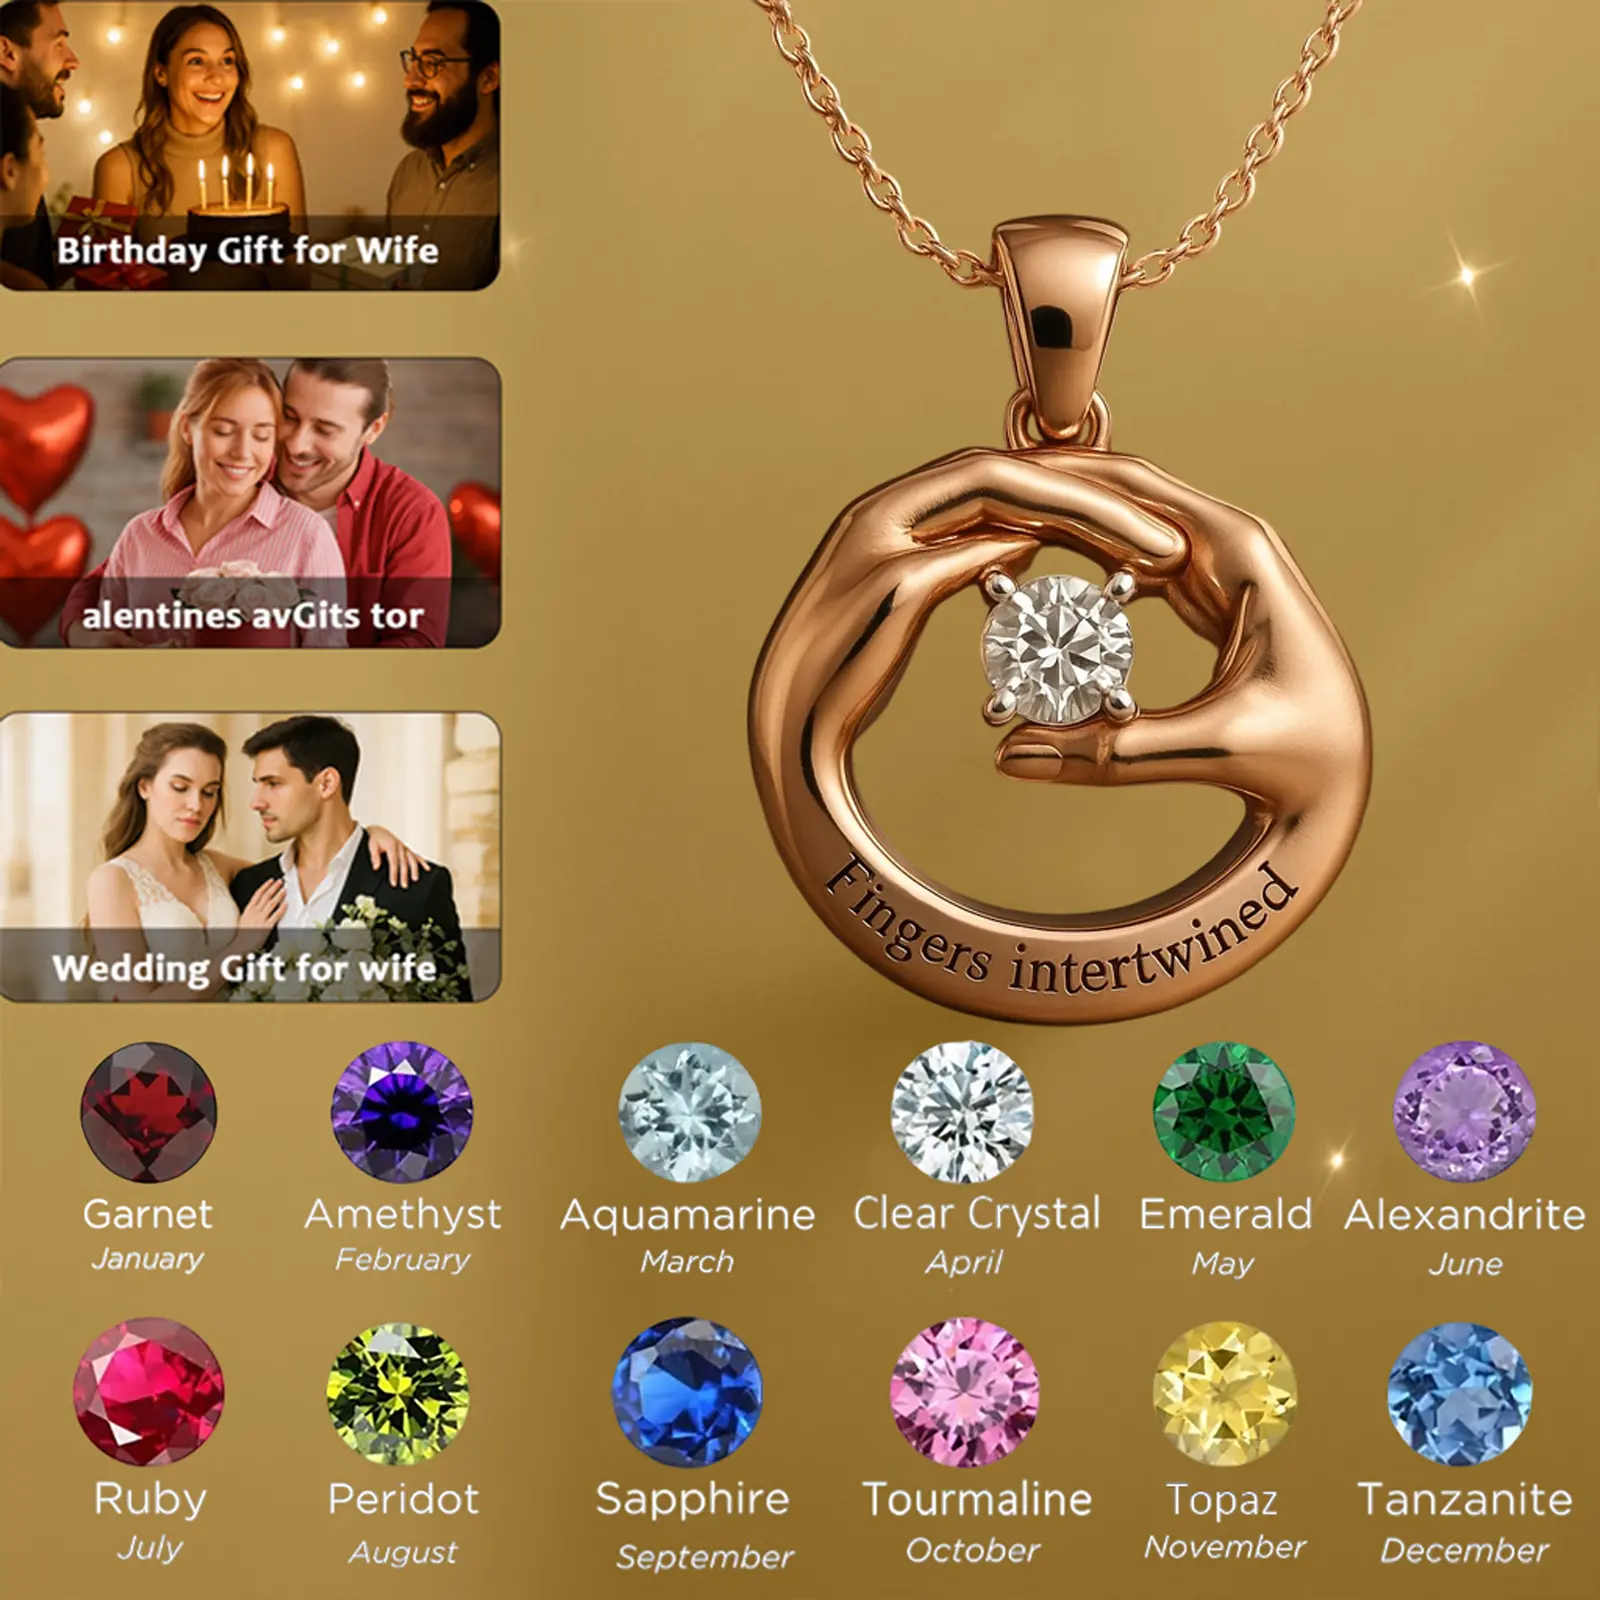 Birthday Gift for Wife
alentines avGits tor
Wedding Gift for wife
Fingers intertwined
Garnet
January
Amethyst
February
Aquamarine
March
Clear Crystal
April
Emerald
May
Alexandrite
June
Ruby
July
Peridot
August
Sapphire
September
Tourmaline
October
Topaz
November
Tanzanite
December